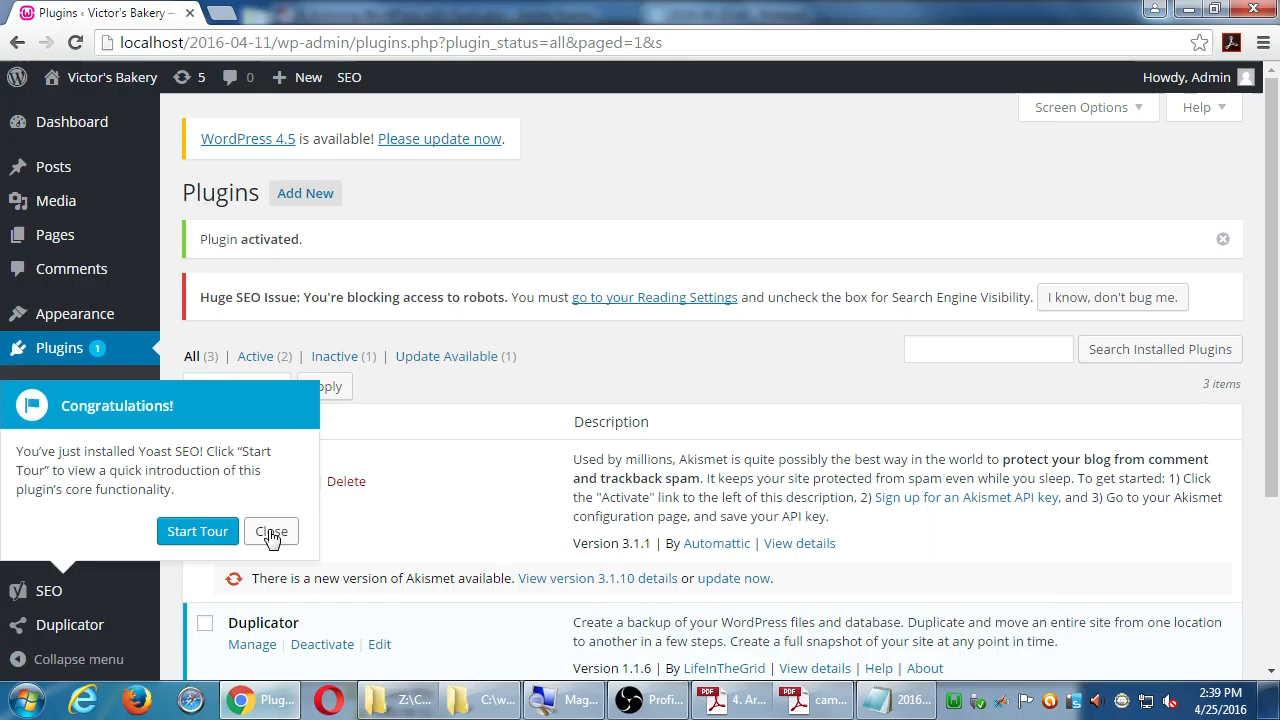 Plugins ‹ Victor's Bakery
localhost/2016-04-11/wp-admin/plugins.php?plugin_status=all&paged=1&s
Victor's Bakery 5 0 New SEO Howdy, Admin
Screen Options Help
Dashboard
Posts
Media
Pages
Comments
Appearance
Plugins 1
WordPress 4.5 is available! Please update now.
Plugins Add New
Plugin activated.
Huge SEO Issue: You're blocking access to robots. You must go to your Reading Settings and uncheck the box for Search Engine Visibility. I know, don't bug me.
All (3) | Active (2) | Inactive (1) | Update Available (1)
Search Installed Plugins
3 items
Congratulations!
You've just installed Yoast SEO! Click “Start
Tour” to view a quick introduction of this
plugin's core functionality.
Start Tour Close
Description
Delete
Used by millions, Akismet is quite possibly the best way in the world to protect your blog from comment
and trackback spam. It keeps your site protected from spam even while you sleep. To get started: 1) Click
the "Activate" link to the left of this description, 2) Sign up for an Akismet API key, and 3) Go to your Akismet
configuration page, and save your API key.
Version 3.1.1 | By Automattic | View details
There is a new version of Akismet available. View version 3.1.10 details or update now.
SEO
Duplicator
Collapse menu
Duplicator
Manage | Deactivate | Edit
Create a backup of your WordPress files and database. Duplicate and move an entire site from one location
to another in a few steps. Create a full snapshot of your site at any point in time.
Version 1.1.6 | By LifeInTheGrid | View details | Help | About
Plug... Z:\C... C:\w... Mag... Profi... 4. Ar... cam... 2016...
2:39 PM
4/25/2016